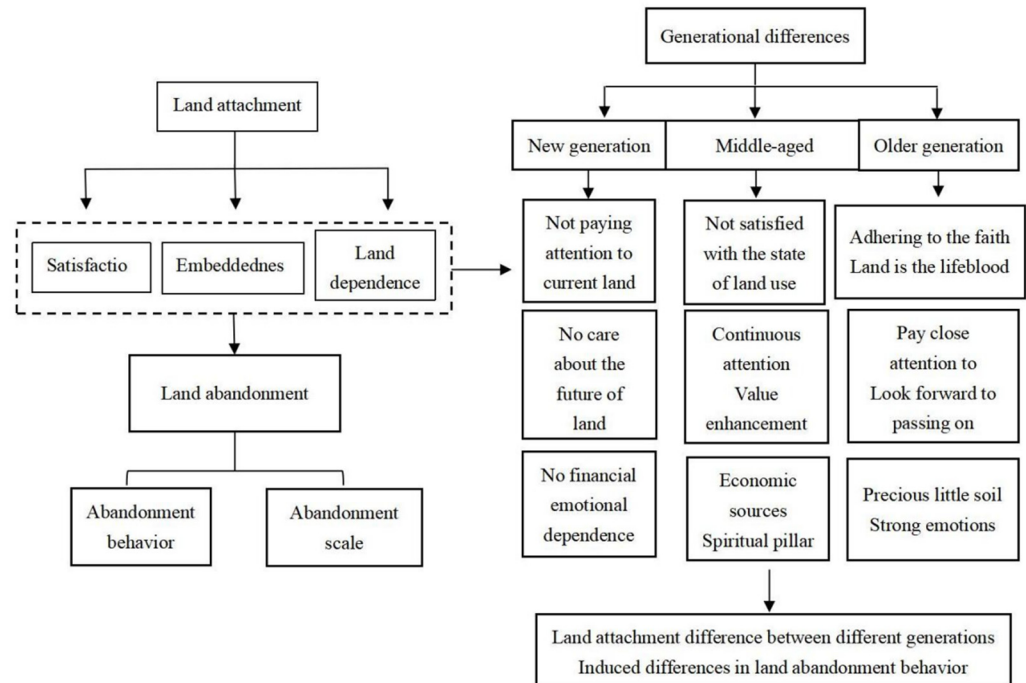 Land attachment
Satisfactio
Embeddednes
Land
dependence
Land abandonment
Abandonment
behavior
Abandonment
scale
Generational differences
New generation
Middle-aged
Older generation
Not paying
attention to
current land
Not satisfied
with the state
of land use
Adhering to the faith
Land is the lifeblood
No care
about the
future of
land
Continuous
attention
Value
enhancement
Pay close
attention to
Look forward to
passing on
No financial
emotional
dependence
Economic
sources
Spiritual pillar
Precious little soil
Strong emotions
Land attachment difference between different generations
Induced differences in land abandonment behavior